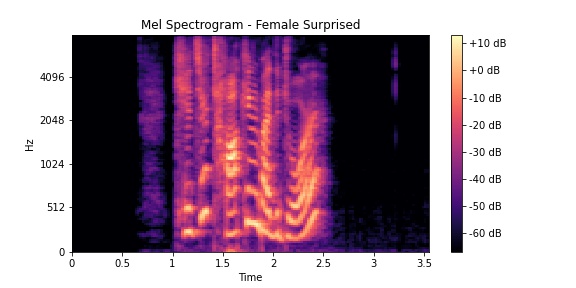 Mel Spectrogram - Female Surprised
Hz
4096
2048
1024
512
0
0
0.5
1
1.5
2
2.5
3
3.5
Time
+10 dB
+0 dB
-10 dB
-20 dB
-30 dB
-40 dB
-50 dB
-60 dB